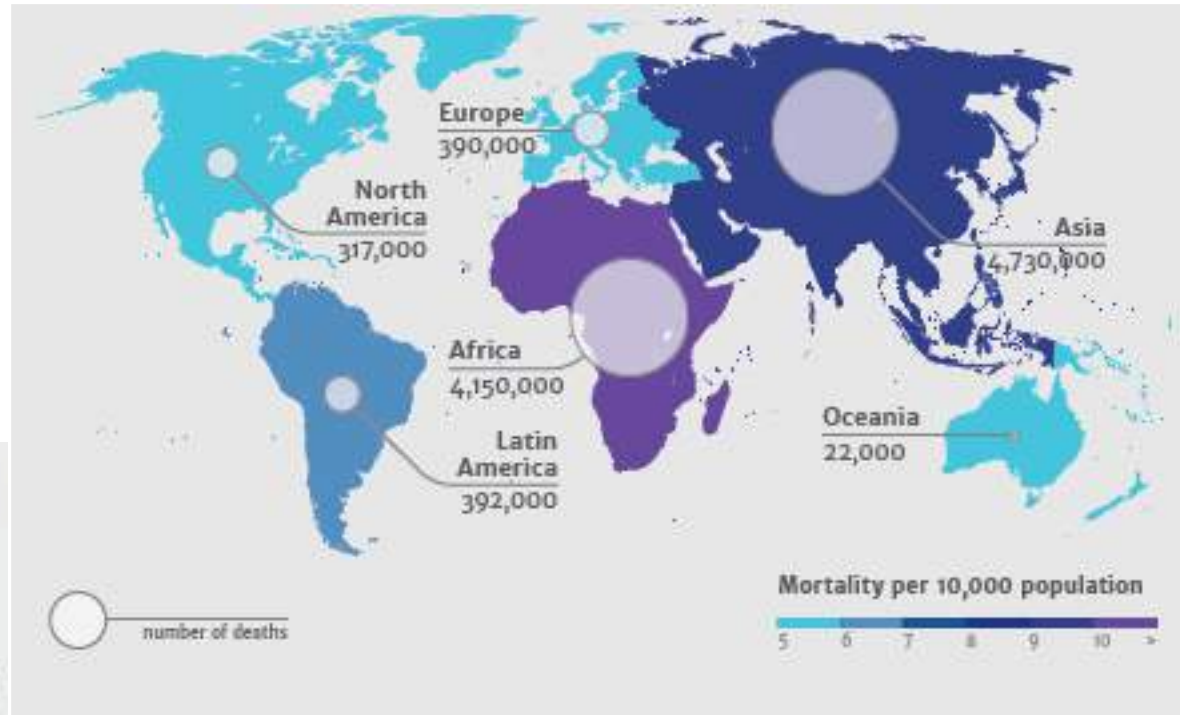 Europe
390,000
North
America
317,000
Asia
4,730,000
Africa
4,150,000
Oceania
22,000
Latin
America
392,000
Mortality per 10,000 population
5 6 7 8 9 10 >
number of deaths